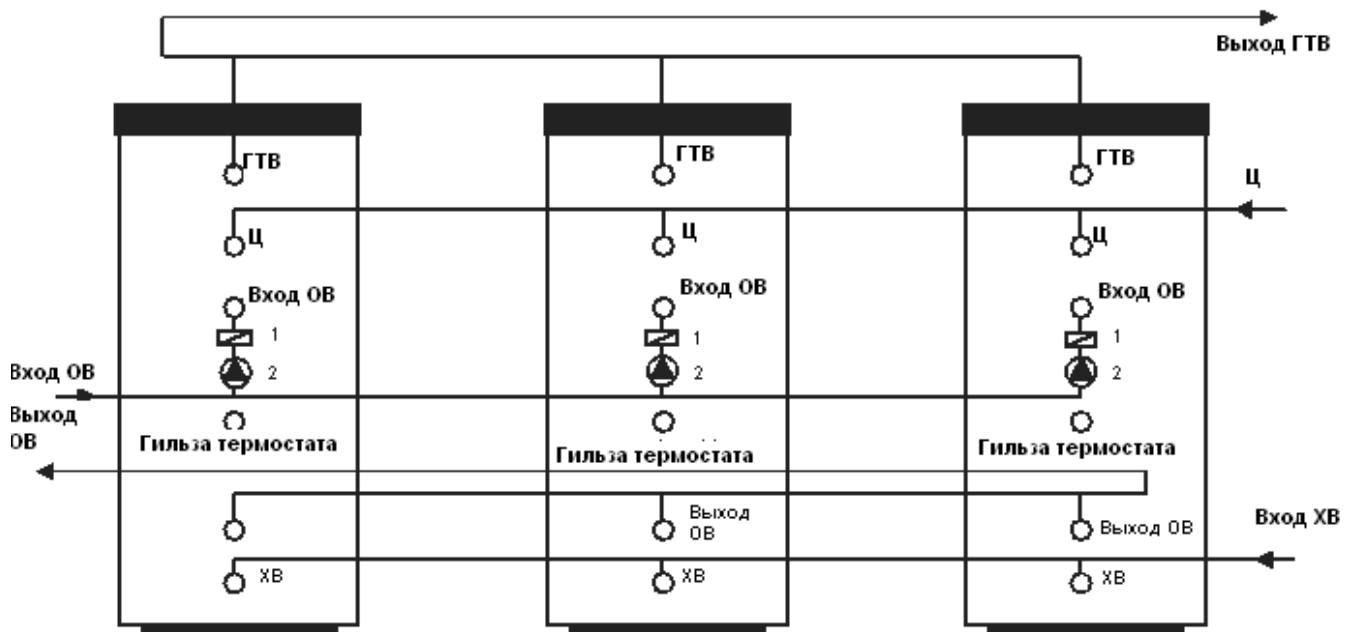 Выход ГТВ
ГТВ ГТВ ГТВ
Ц
Ц Ц Ц
Вход ОВ Вход ОВ Вход ОВ
1 1 1
Вход ОВ 2 2 2
Выход
ОВ
Гильза термостата Гильза термостата Гильза термостата
Выход
ОВ
Выход ОВ
Вход ХВ
ХВ ХВ ХВ